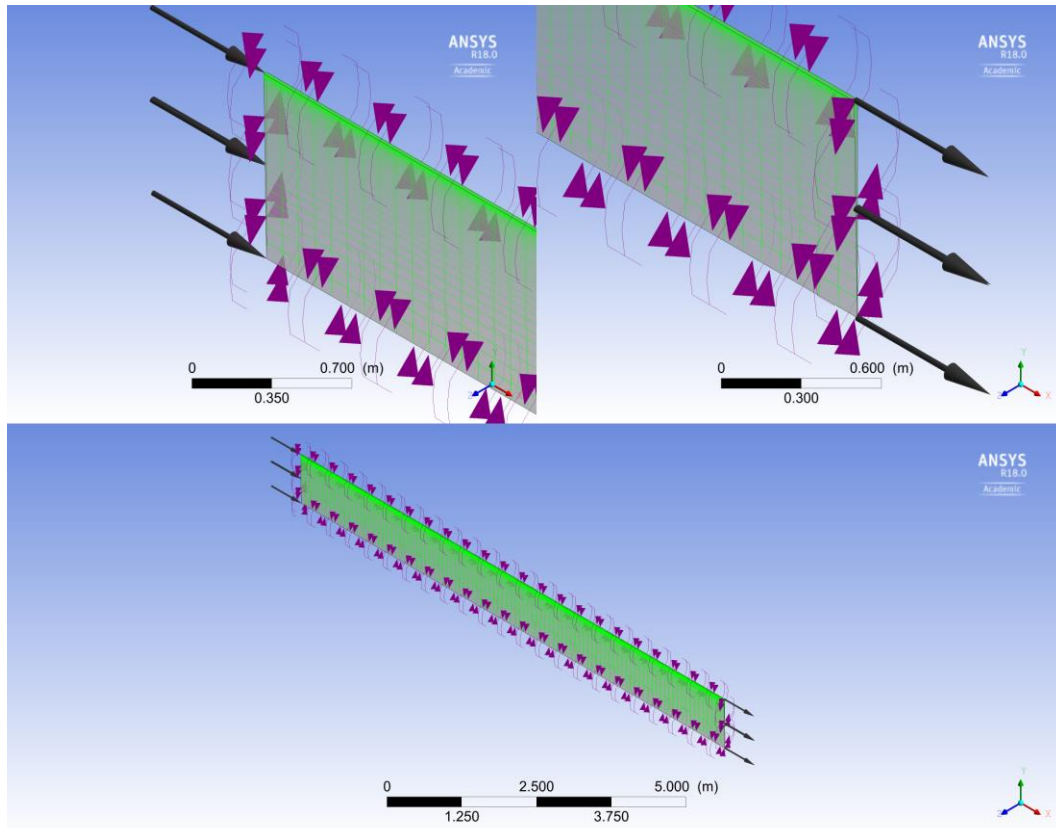 ANSYS
R18.0
Academic
0 0.700 (m)
0.350
Y
Z X
ANSYS
R18.0
Academic
0 0.600 (m)
0.300
Y
Z X
ANSYS
R18.0
Academic
0 2.500 5.000 (m)
1.250 3.750
Y
Z X